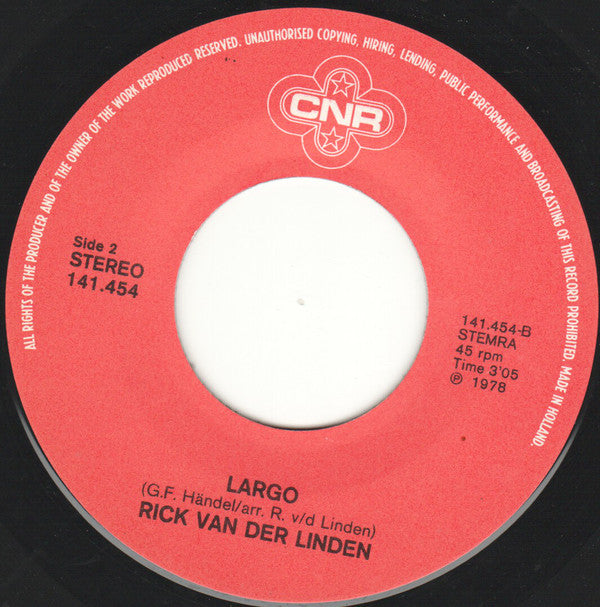 ALL RIGHTS OF THE PRODUCER AND OF THE OWNER OF THE WORK REPRODUCED RESERVED. UNAUTHORISED COPYING, HIRING, LENDING, PUBLIC PERFORMANCE AND BROADCASTING OF THIS RECORD PROHIBITED. MADE IN HOLLAND.
CNR
Side 2
STEREO
141.454
141.454-B
STEMRA
45 rpm
Time 3'05
℗ 1978
LARGO
(G.F. Händel/arr. R. v/d Linden)
RICK VAN DER LINDEN